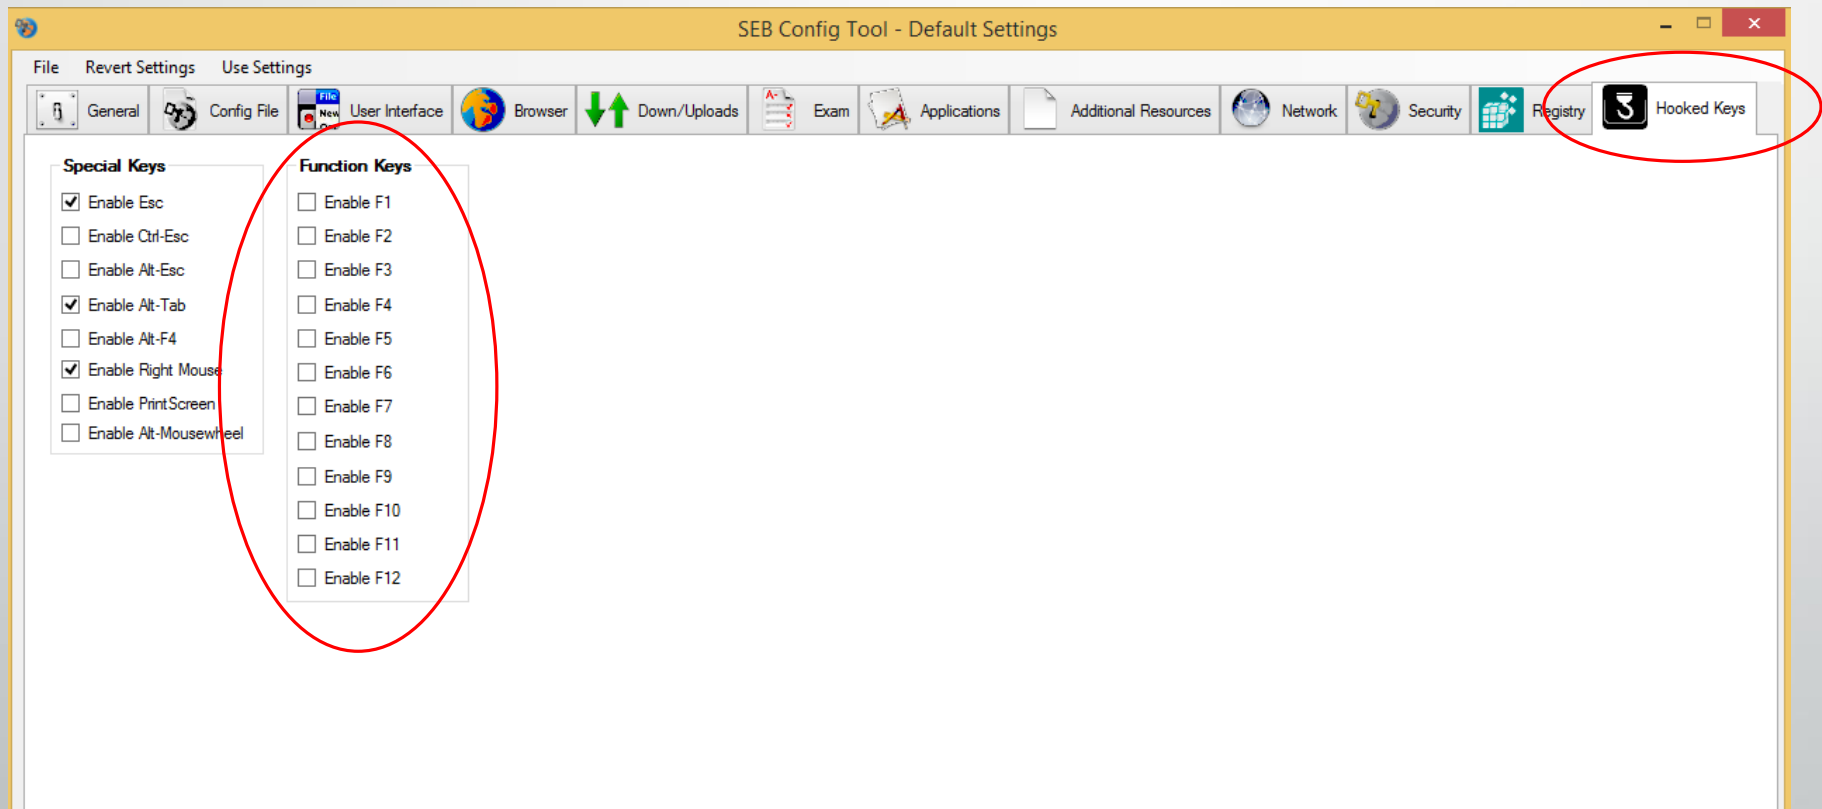 SEB Config Tool - Default Settings
File Revert Settings Use Settings
General Config File User Interface Browser Down/Uploads Exam Applications Additional Resources Network Security Registry Hooked Keys
File
New
A-
Special Keys
Enable Esc
Enable Ctrl-Esc
Enable Alt-Esc
Enable Alt-Tab
Enable Alt-F4
Enable Right Mouse
Enable PrintScreen
Enable Alt-Mousewheel
Function Keys
Enable F1
Enable F2
Enable F3
Enable F4
Enable F5
Enable F6
Enable F7
Enable F8
Enable F9
Enable F10
Enable F11
Enable F12